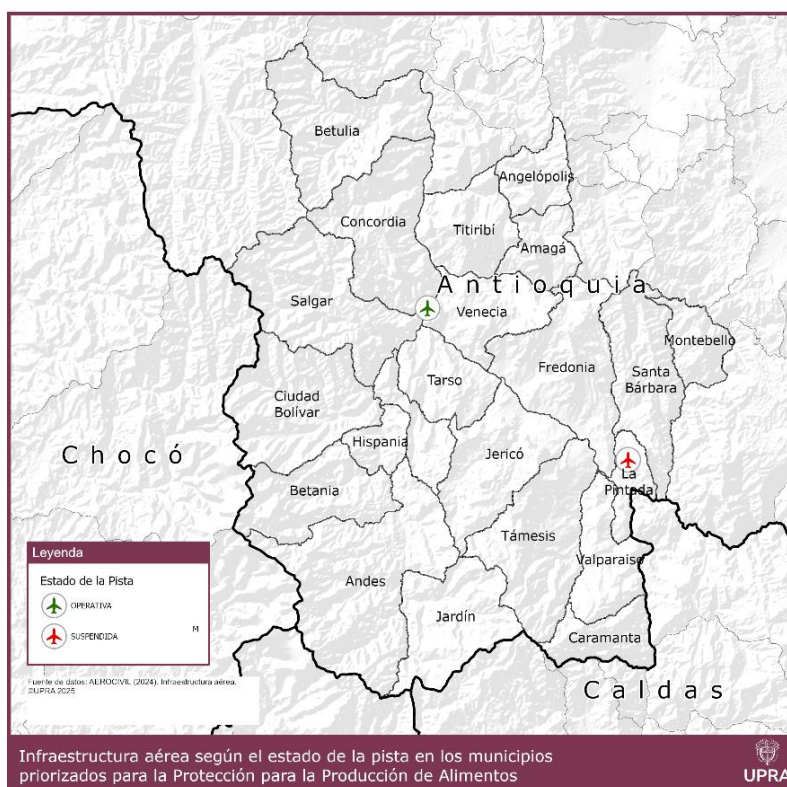 Betulia
Angelópolis
Concordia
Titiribí
Amagá
Antioquia
Salgar
Venecia
Montebello
Fredonia
Santa
Bárbara
Tarso
Ciudad
Bolívar
Hispania
Chocó
Jericó
La
Pintada
Betania
Támesis
Valparaiso
Andes
Jardín
Caramanta
Caldas
Leyenda
Estado de la Pista
OPERATIVA
SUSPENDIDA
M
Fuente de datos: AEROCIVIL (2024). Infraestructura aérea.
©UPRA 2025
Infraestructura aérea según el estado de la pista en los municipios
priorizados para la Protección para la Producción de Alimentos
UPRA